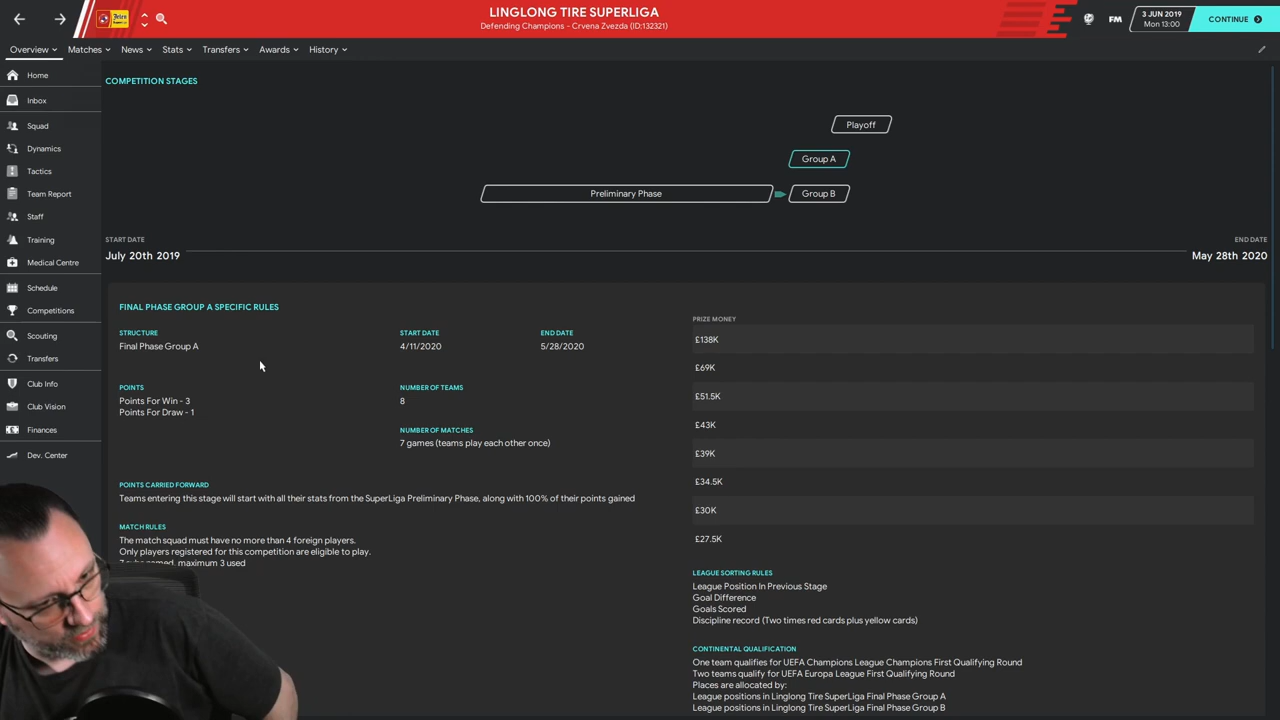 LINGLONG TIRE SUPERLIGA
Defending Champions - Crvena Zvezda (ID:132321)
FM
3 JUN 2019
Mon 13:00
CONTINUE
Overview
Matches
News
Stats
Transfers
Awards
History
Home
Inbox
Squad
Dynamics
Tactics
Team Report
Staff
Training
Medical Centre
Schedule
Competitions
Scouting
Transfers
Club Info
Club Vision
Finances
Dev. Center
COMPETITION STAGES
Playoff
Group A
Preliminary Phase
Group B
START DATE
July 20th 2019
END DATE
May 28th 2020
FINAL PHASE GROUP A SPECIFIC RULES
STRUCTURE
Final Phase Group A
START DATE
4/11/2020
END DATE
5/28/2020
POINTS
Points For Win - 3
Points For Draw - 1
NUMBER OF TEAMS
8
NUMBER OF MATCHES
7 games (teams play each other once)
POINTS CARRIED FORWARD
Teams entering this stage will start with all their stats from the SuperLiga Preliminary Phase, along with 100% of their points gained
MATCH RULES
The match squad must have no more than 4 foreign players.
Only players registered for this competition are eligible to play.
7 subs named, maximum 3 used
PRIZE MONEY
£138K
£69K
£51.5K
£43K
£39K
£34.5K
£30K
£27.5K
LEAGUE SORTING RULES
League Position In Previous Stage
Goal Difference
Goals Scored
Discipline record (Two times red cards plus yellow cards)
CONTINENTAL QUALIFICATION
One team qualifies for UEFA Champions League Champions First Qualifying Round
Two teams qualify for UEFA Europa League First Qualifying Round
Places are allocated by:
League positions in Linglong Tire SuperLiga Final Phase Group A
League positions in Linglong Tire SuperLiga Final Phase Group B